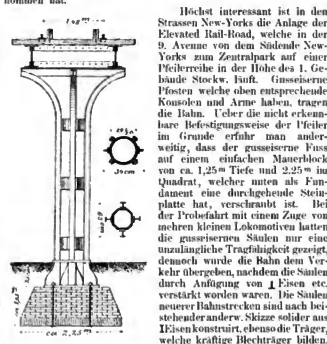 nommen hat.
Höchst interessant ist in den
Strassen New-Yorks die Anlage der
Elevated Rail-Road, welche in der
9. Avenue von dem Südende New-
Yorks zum Zentralpark auf einer
Pfeilerreihe in der Höhe des 1. Ge-
bäude Stockw. läuft. Gusseiserne
Pfosten welche oben entsprechende
Konsolen und Arme haben, tragen
die Bahn. Ueber die nicht erkenn-
bare Befestigungsweise der Pfeiler
im Grunde erfuhr man ander-
weitig, dass der gusseiserne Fuss
auf einem einfachen Mauerblock
von ca. 1,25 m Tiefe und 2,25 m im
Quadrat, welcher unten als Fun-
dament eine durchgehende Stein-
platte hat, verschraubt ist. Bei
der Probefahrt mit einem Zuge von
mehren kleinen Lokomotiven hatten
die gusseisernen Säulen nur eine
unzulängliche Tragfähigkeit gezeigt,
dennoch wurde die Bahn dem Ver-
kehr übergeben, nachdem die Säulen
durch Anfügung von ⊥ Eisen etc.
verstärkt worden waren. Die Säulen
neuerer Bahnstrecken sind nach bei-
stehender anderw. Skizze solider aus
I Eisen konstruirt, ebenso die Träger,
welche kräftige Blechträger bilden.
ca. 2,25 m